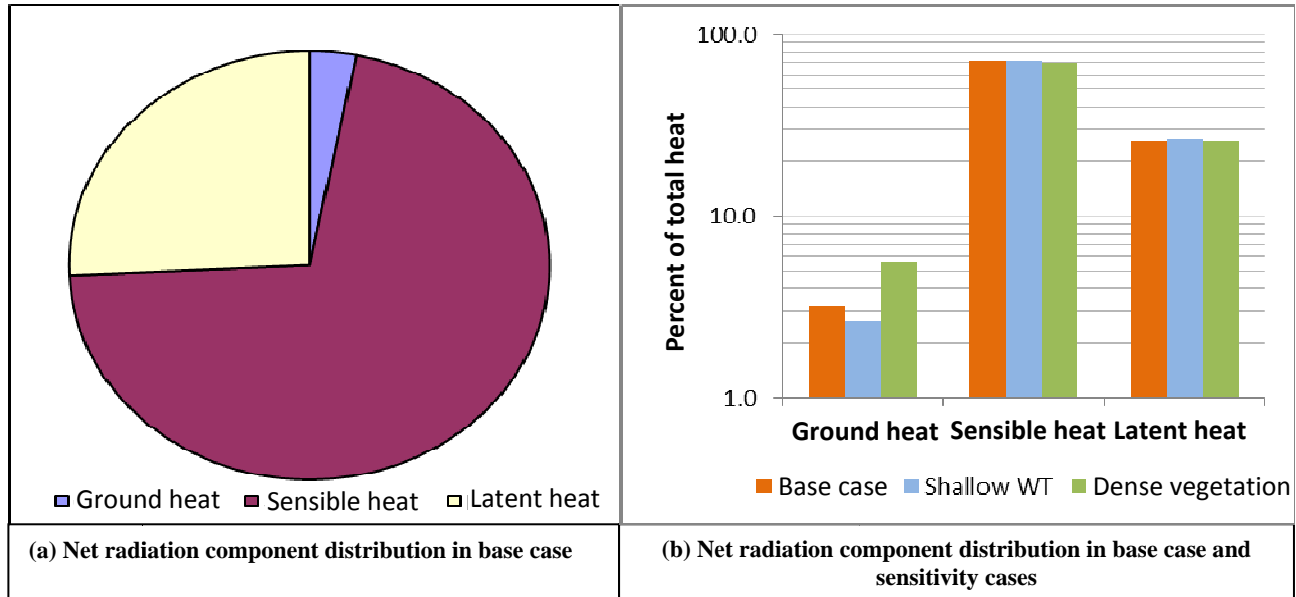 Ground heat Sensible heat Latent heat
(a) Net radiation component distribution in base case
100.0
10.0
1.0
Percent of total heat
Ground heat Sensible heat Latent heat
Base case Shallow WT Dense vegetation
(b) Net radiation component distribution in base case and
sensitivity cases